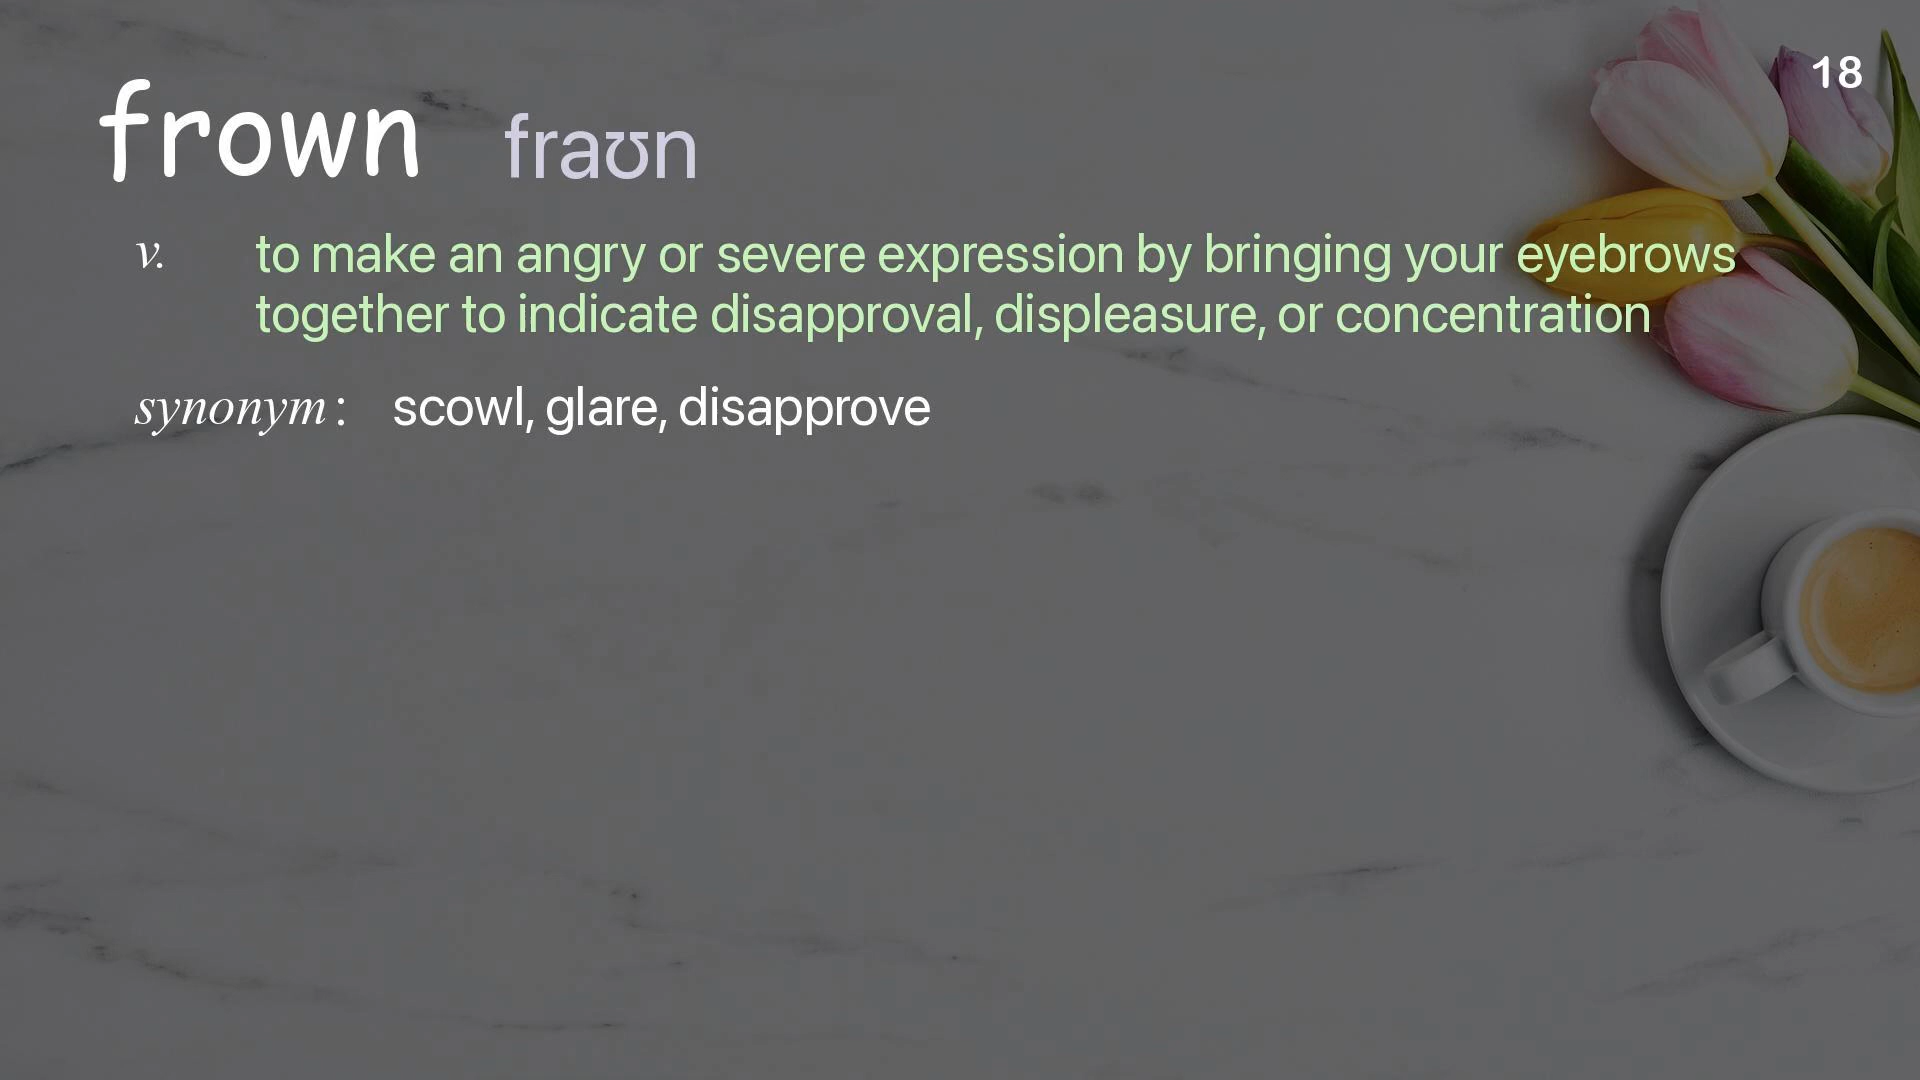 18
frown fraʊn
v. to make an angry or severe expression by bringing your eyebrows
together to indicate disapproval, displeasure, or concentration
synonym : scowl, glare, disapprove